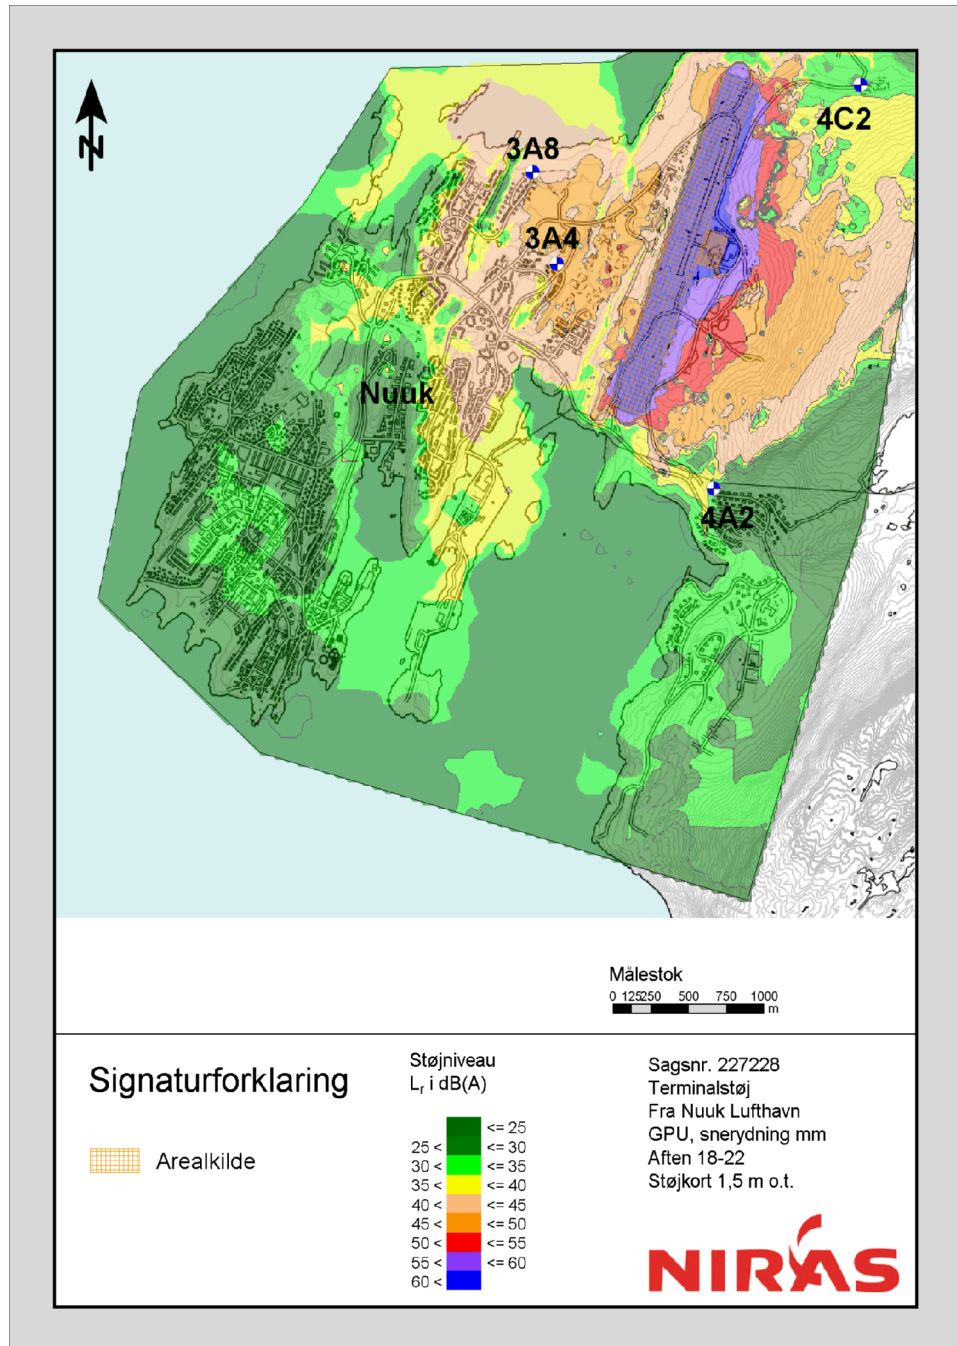 N
3A8
4C2
3A4
Nuuk
4A2
Målestok
0 125250 500 750 1000
m
Signaturforklaring
Arealkilde
Støjniveau
Lr i dB(A)
<= 25
25 < <= 30
30 < <= 35
35 < <= 40
40 < <= 45
45 < <= 50
50 < <= 55
55 < <= 60
60 <
Sagsnr. 227228
Terminalstøj
Fra Nuuk Lufthavn
GPU, snerydning mm
Aften 18-22
Støjkort 1,5 m o.t.
NIRAS